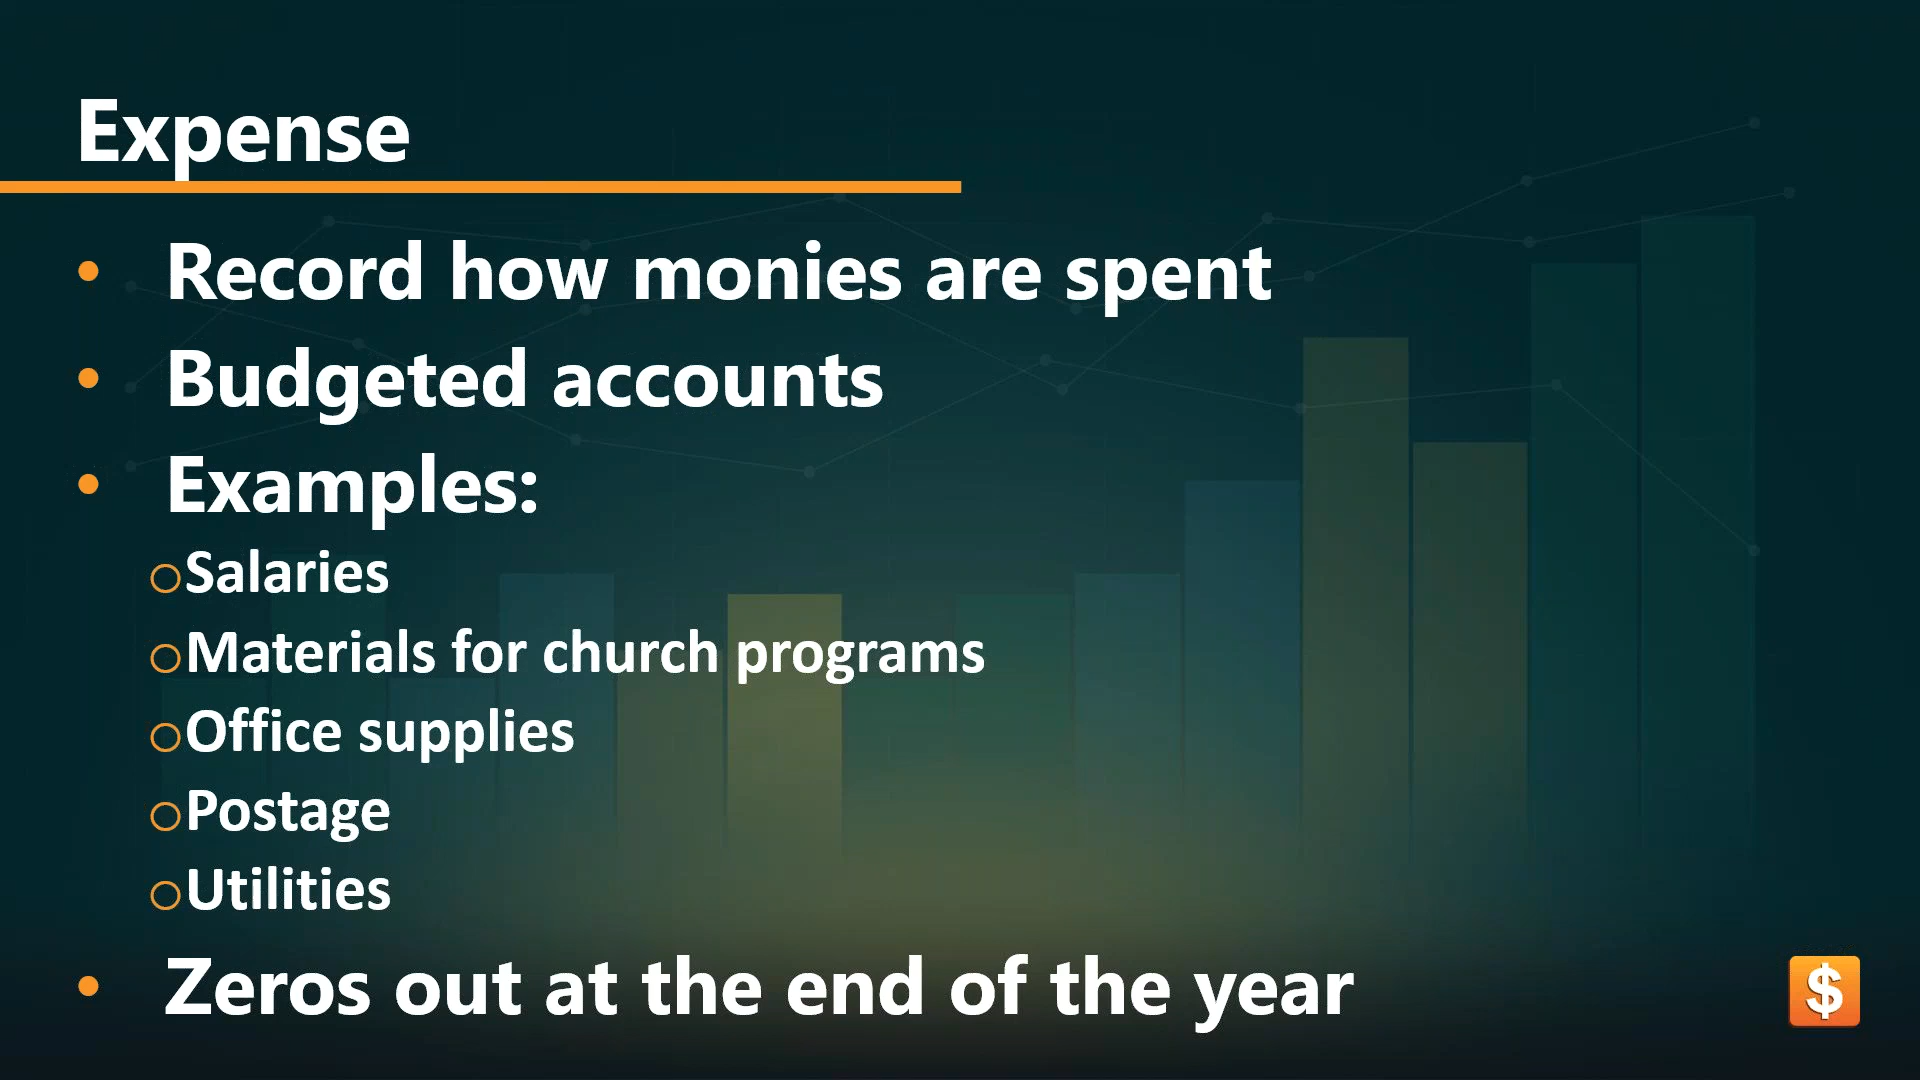 Expense
• Record how monies are spent
• Budgeted accounts
• Examples:
o Salaries
o Materials for church programs
o Office supplies
o Postage
o Utilities
• Zeros out at the end of the year
$